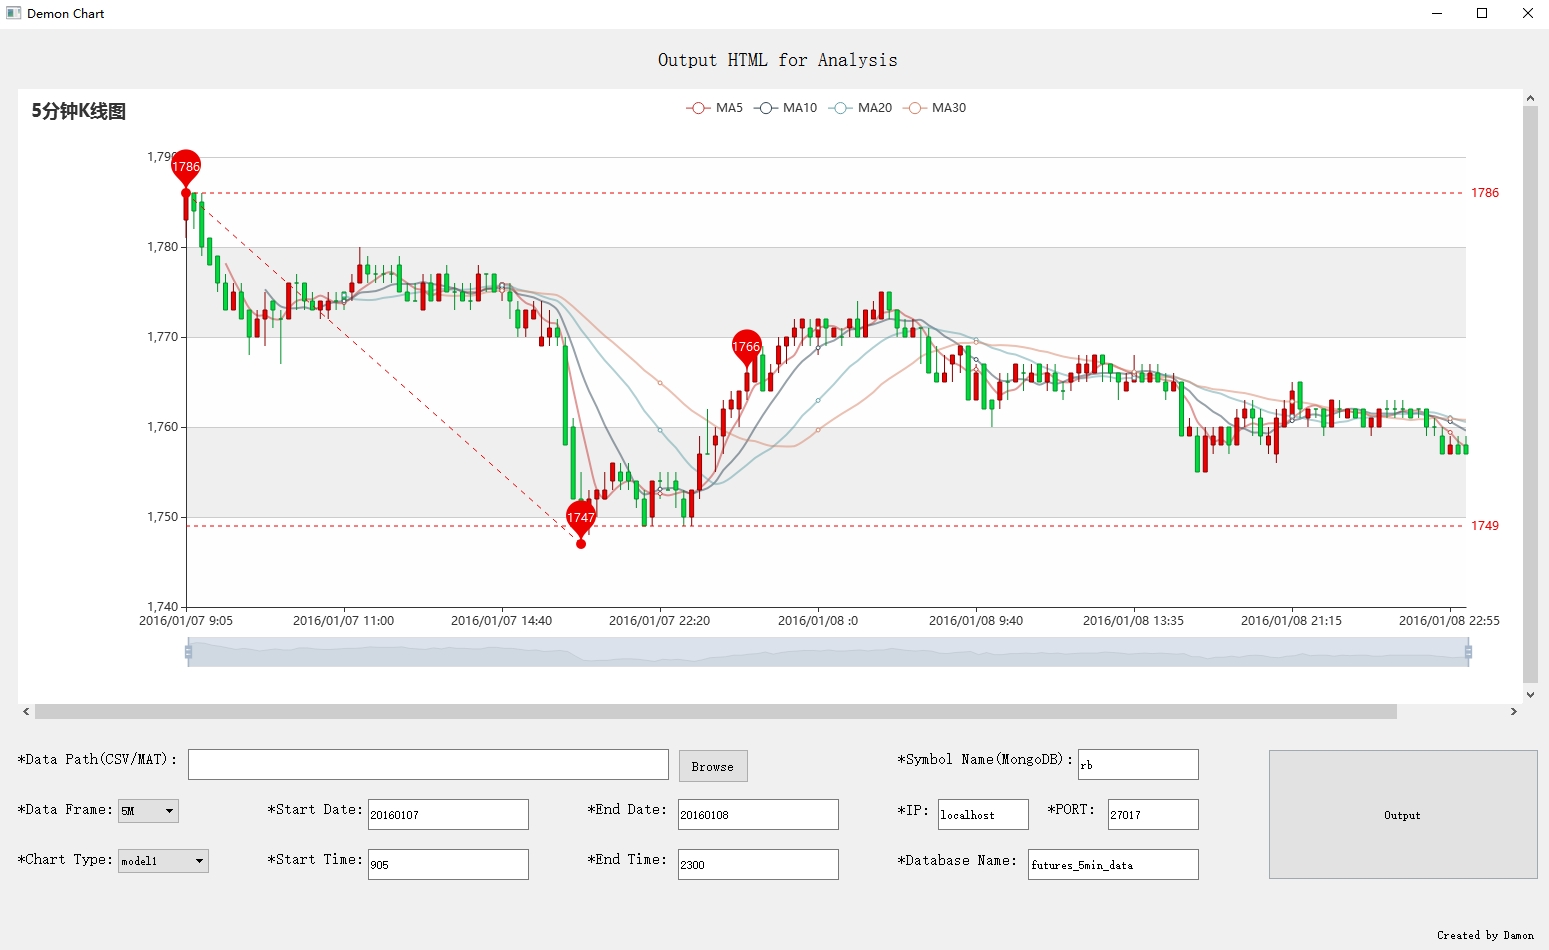 Demon Chart
Output HTML for Analysis
5分钟K线图
MA5 MA10 MA20 MA30
1,790
1786
1786
1,780
1,770
1766
1,760
1,750
1747
1749
1,740
2016/01/07 9:05 2016/01/07 11:00 2016/01/07 14:40 2016/01/07 22:20 2016/01/08 :0 2016/01/08 9:40 2016/01/08 13:35 2016/01/08 21:15 2016/01/08 22:55
*Data Path(CSV/MAT): Browse *Symbol Name(MongoDB): rb
*Data Frame: 5M *Start Date: 20160107 *End Date: 20160108 *IP: localhost *PORT: 27017 Output
*Chart Type: model1 *Start Time: 905 *End Time: 2300 *Database Name: futures_5min_data
Created by Damon